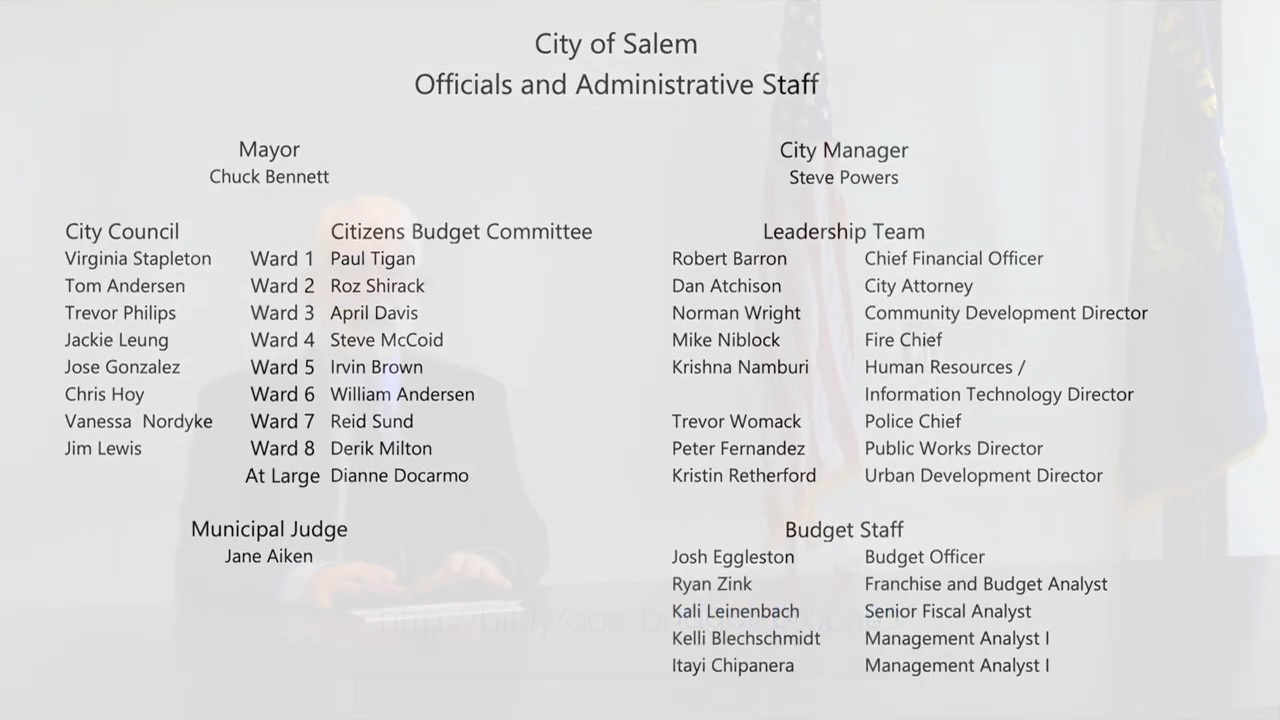 City of Salem
Officials and Administrative Staff
Mayor
Chuck Bennett
City Council Citizens Budget Committee
Virginia Stapleton Ward 1 Paul Tigan
Tom Andersen Ward 2 Roz Shirack
Trevor Philips Ward 3 April Davis
Jackie Leung Ward 4 Steve McCoid
Jose Gonzalez Ward 5 Irvin Brown
Chris Hoy Ward 6 William Andersen
Vanessa Nordyke Ward 7 Reid Sund
Jim Lewis Ward 8 Derik Milton
At Large Dianne Docarmo
Municipal Judge
Jane Aiken
City Manager
Steve Powers
Leadership Team
Robert Barron Chief Financial Officer
Dan Atchison City Attorney
Norman Wright Community Development Director
Mike Niblock Fire Chief
Krishna Namburi Human Resources /
Information Technology Director
Trevor Womack Police Chief
Peter Fernandez Public Works Director
Kristin Retherford Urban Development Director
Budget Staff
Josh Eggleston Budget Officer
Ryan Zink Franchise and Budget Analyst
Kali Leinenbach Senior Fiscal Analyst
Kelli Blechschmidt Management Analyst I
Itayi Chipanera Management Analyst I